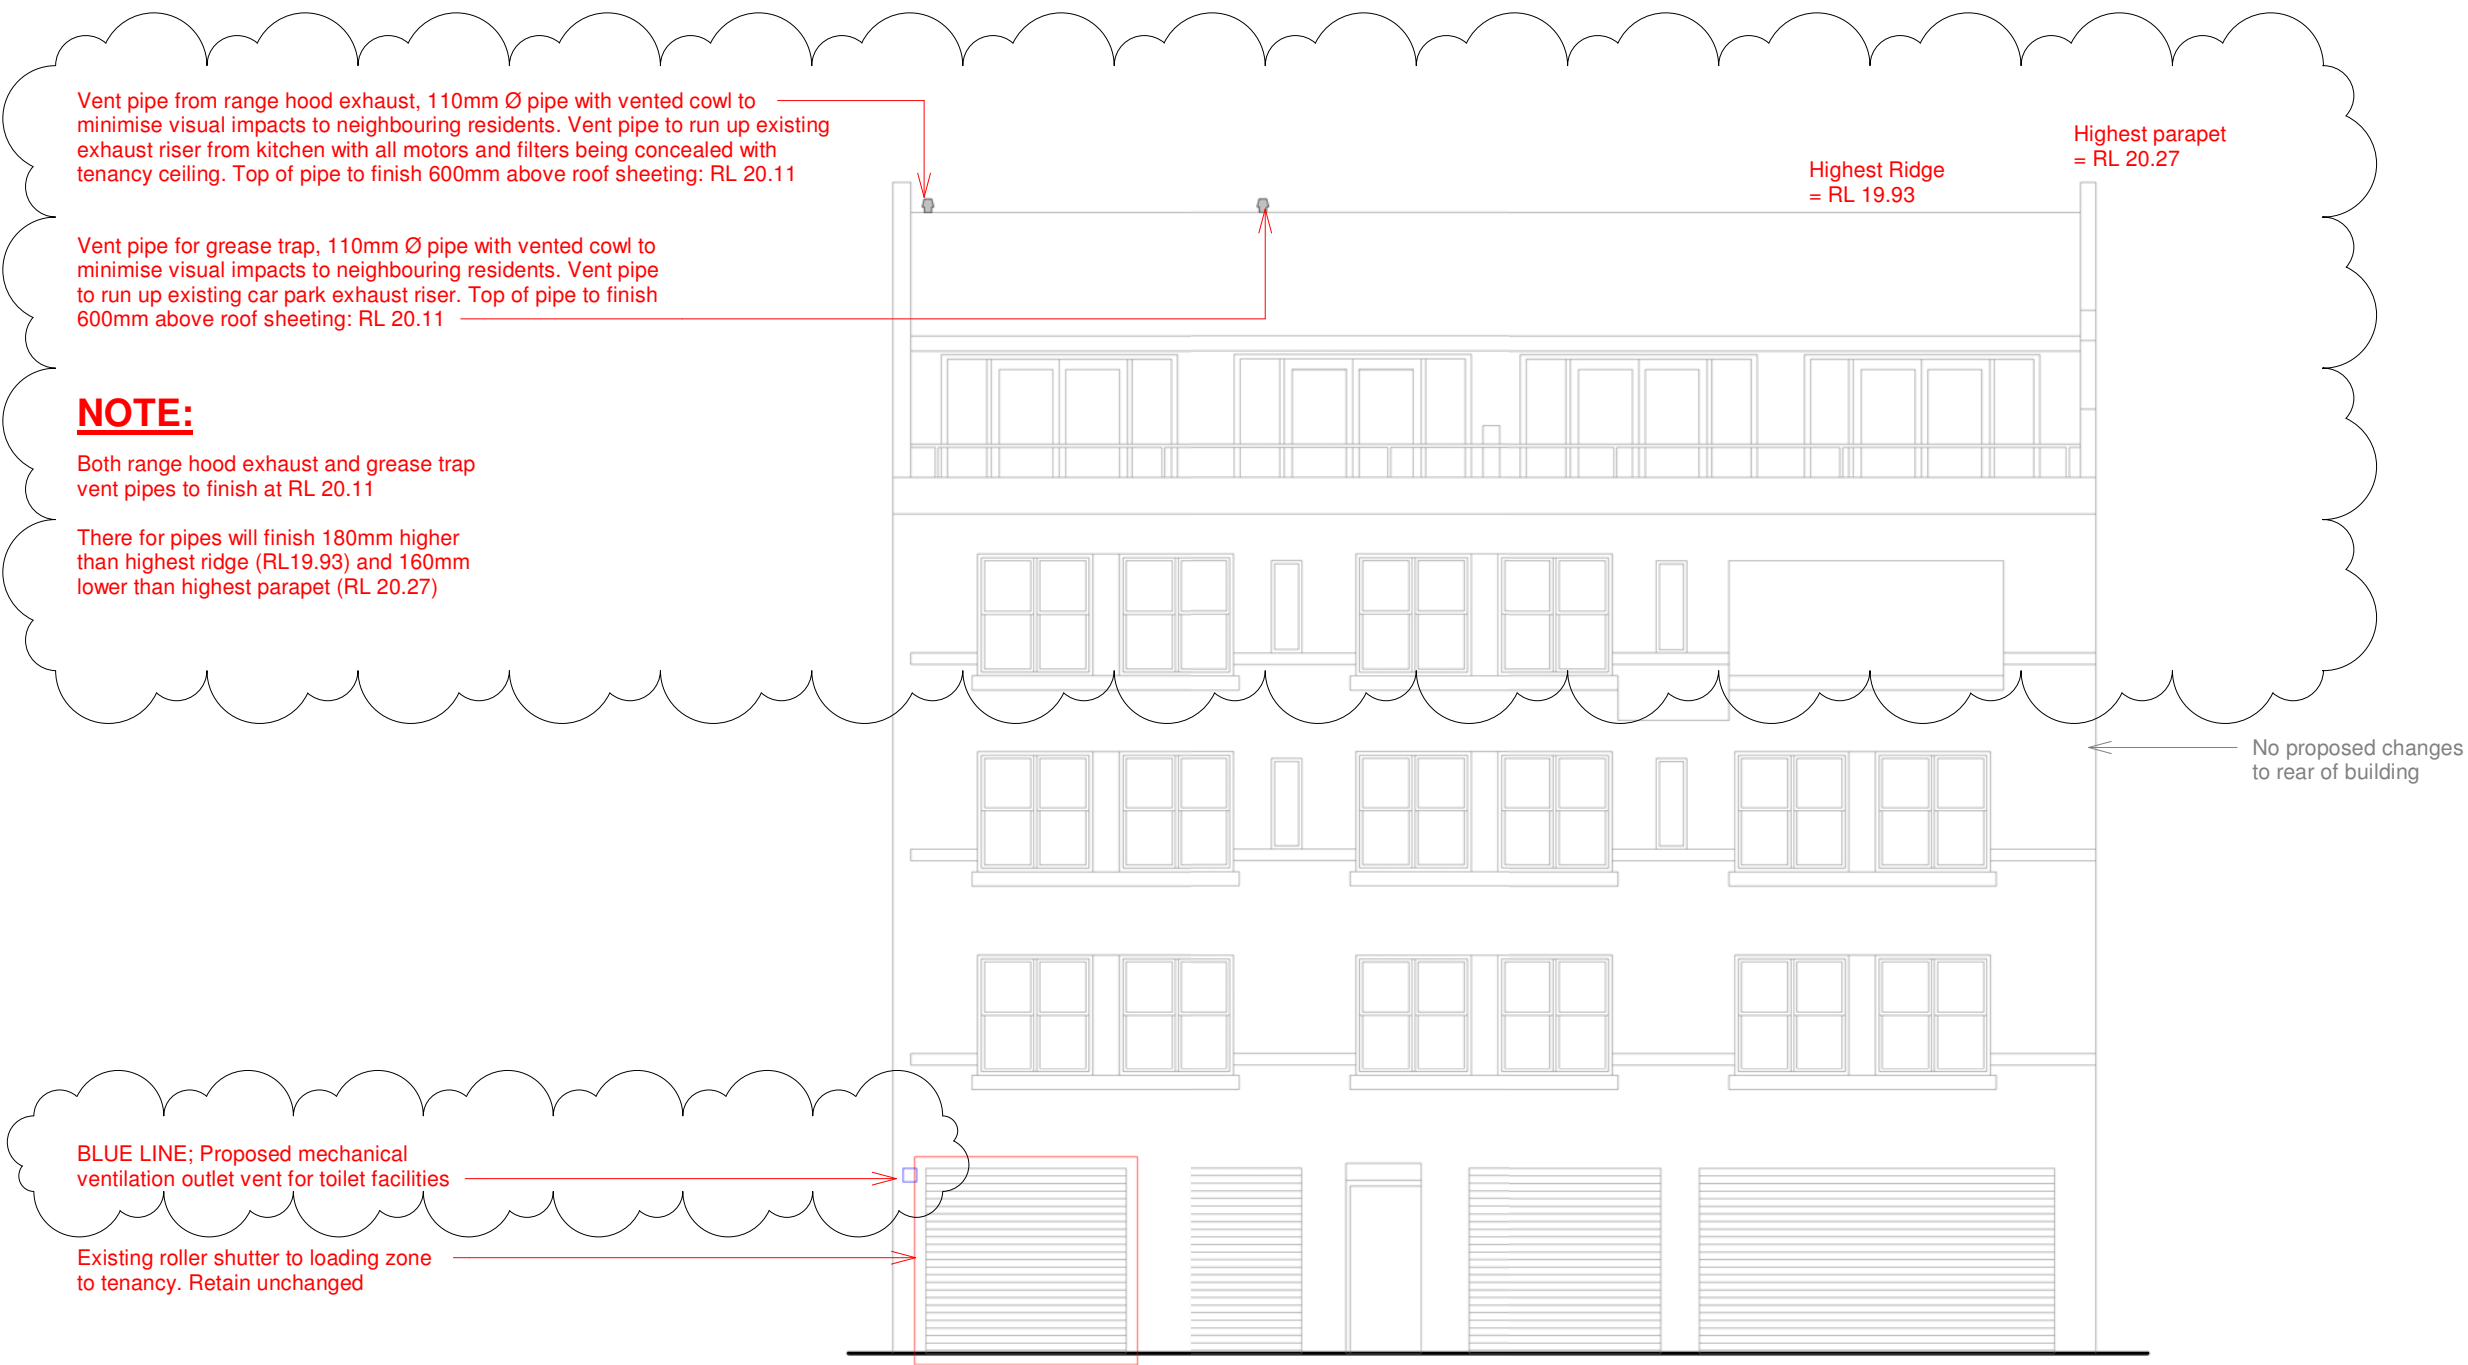 Vent pipe from range hood exhaust, 110mm Ø pipe with vented cowl to
minimise visual impacts to neighbouring residents. Vent pipe to run up existing
exhaust riser from kitchen with all motors and filters being concealed with
tenancy ceiling. Top of pipe to finish 600mm above roof sheeting: RL 20.11
Highest parapet
= RL 20.27
Highest Ridge
= RL 19.93
Vent pipe for grease trap, 110mm Ø pipe with vented cowl to
minimise visual impacts to neighbouring residents. Vent pipe
to run up existing car park exhaust riser. Top of pipe to finish
600mm above roof sheeting: RL 20.11
NOTE:
Both range hood exhaust and grease trap
vent pipes to finish at RL 20.11
There for pipes will finish 180mm higher
than highest ridge (RL19.93) and 160mm
lower than highest parapet (RL 20.27)
No proposed changes
to rear of building
BLUE LINE; Proposed mechanical
ventilation outlet vent for toilet facilities
Existing roller shutter to loading zone
to tenancy. Retain unchanged